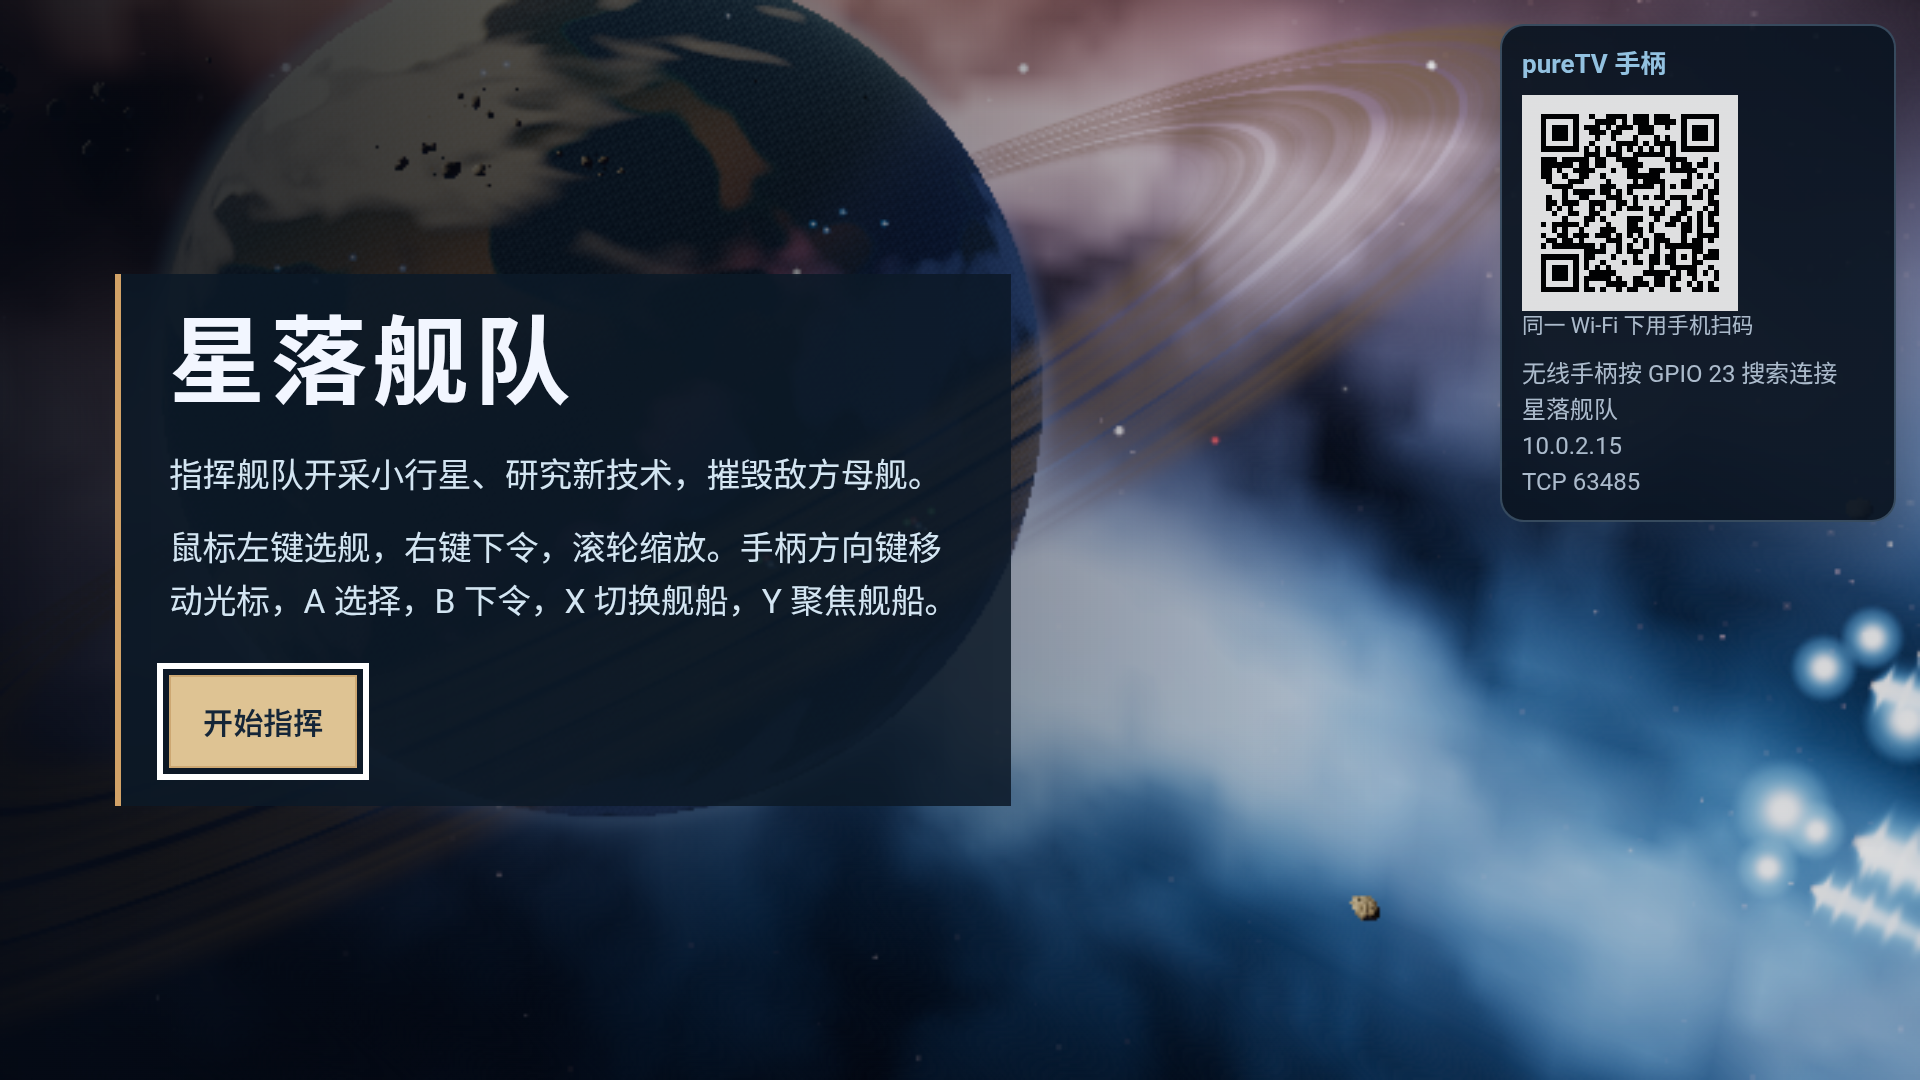 星落舰队
指挥舰队开采小行星、研究新技术，摧毁敌方母舰。
鼠标左键选舰，右键下令，滚轮缩放。手柄方向键移
动光标，A 选择，B 下令，X 切换舰船，Y 聚焦舰船。
开始指挥
pureTV 手柄
同一 Wi-Fi 下用手机扫码
无线手柄按 GPIO 23 搜索连接
星落舰队
10.0.2.15
TCP 63485